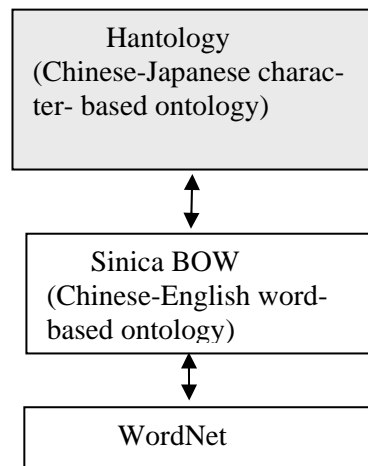 Hantology
(Chinese-Japanese charac-
ter- based ontology)
Sinica BOW
(Chinese-English word-
based ontology)
WordNet